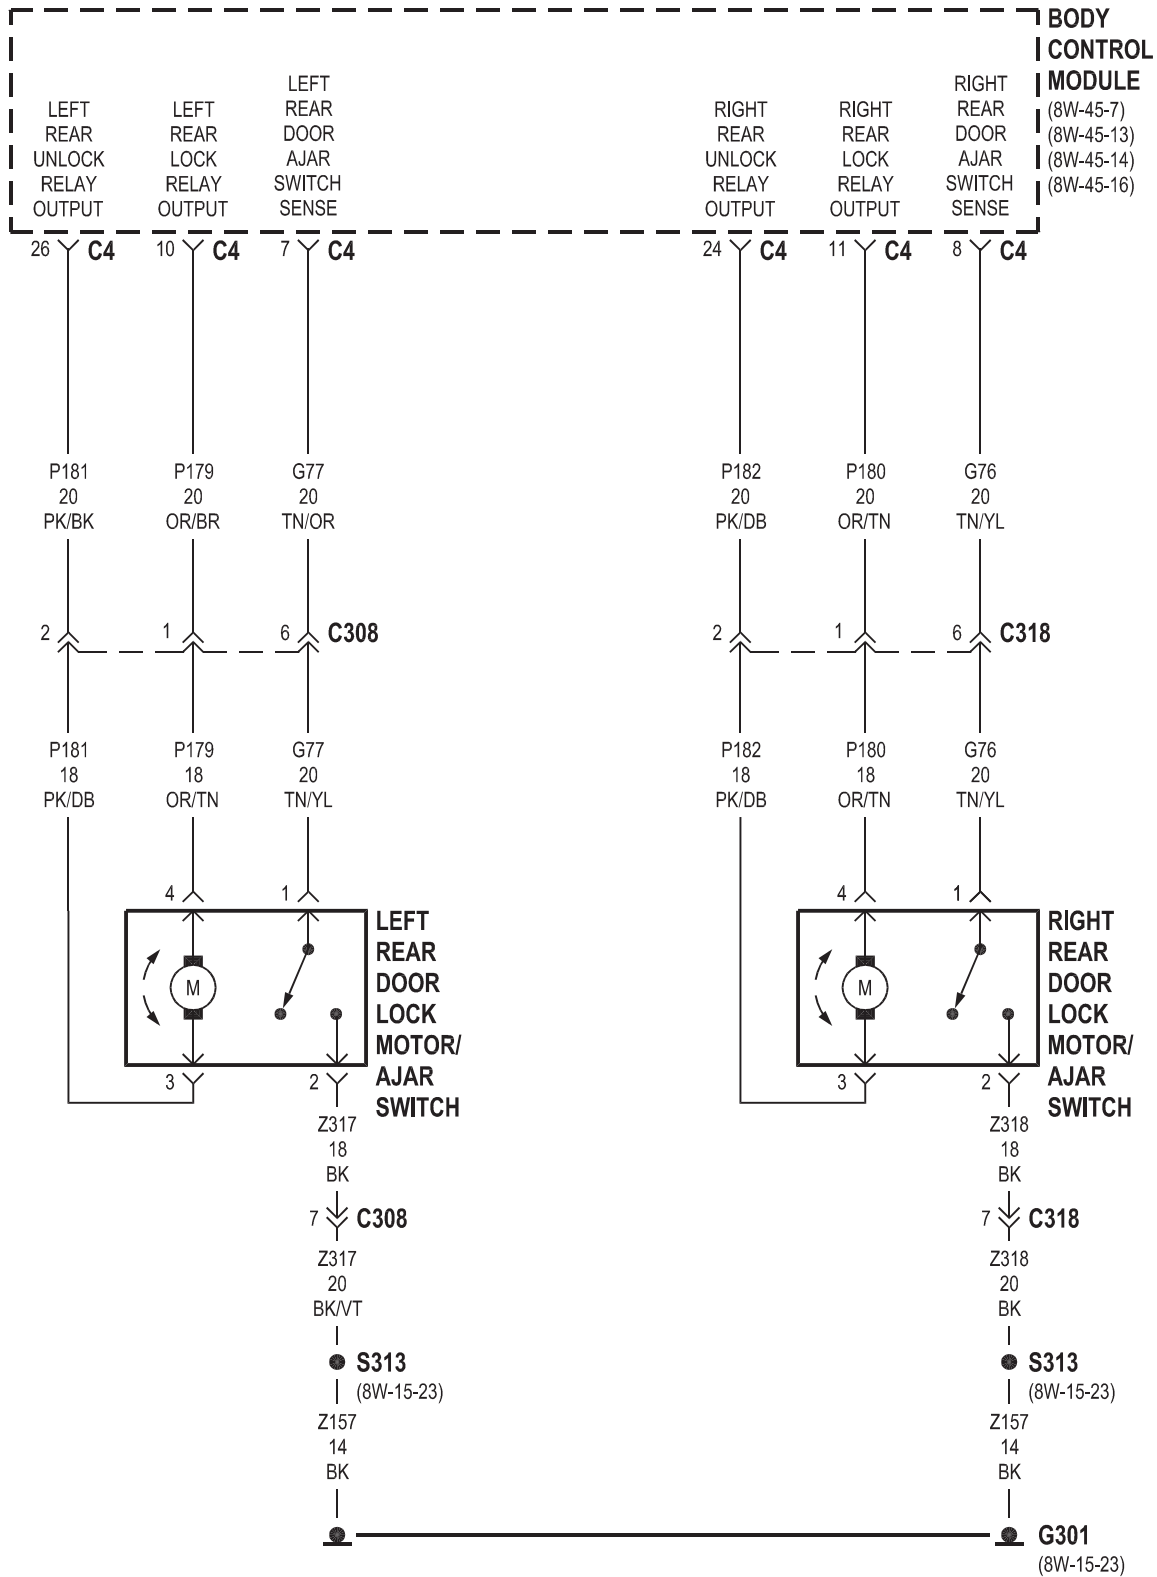 BODY
CONTROL
MODULE
(8W-45-7)
(8W-45-13)
(8W-45-14)
(8W-45-16)
LEFT
REAR
UNLOCK
RELAY
OUTPUT
LEFT
REAR
LOCK
RELAY
OUTPUT
LEFT
REAR
DOOR
AJAR
SWITCH
SENSE
RIGHT
REAR
UNLOCK
RELAY
OUTPUT
RIGHT
REAR
LOCK
RELAY
OUTPUT
RIGHT
REAR
DOOR
AJAR
SWITCH
SENSE
26 C4 10 C4 7 C4 24 C4 11 C4 8 C4
P181 P179 G77 P182 P180 G76
20 20 20 20 20 20
PK/BK OR/BR TN/OR PK/DB OR/TN TN/YL
2 1 6 C308 2 1 6 C318
P181 P179 G77 P182 P180 G76
18 18 20 18 18 20
PK/DB OR/TN TN/YL PK/DB OR/TN TN/YL
4 1 4 1
M
LEFT
REAR
DOOR
LOCK
MOTOR/
AJAR
SWITCH
M
RIGHT
REAR
DOOR
LOCK
MOTOR/
AJAR
SWITCH
3 2 3 2
Z317 Z318
18 18
BK BK
7 C308 7 C318
Z317 Z318
20 20
BK/VT BK
S313 S313
(8W-15-23) (8W-15-23)
Z157 Z157
14 14
BK BK
G301
(8W-15-23)